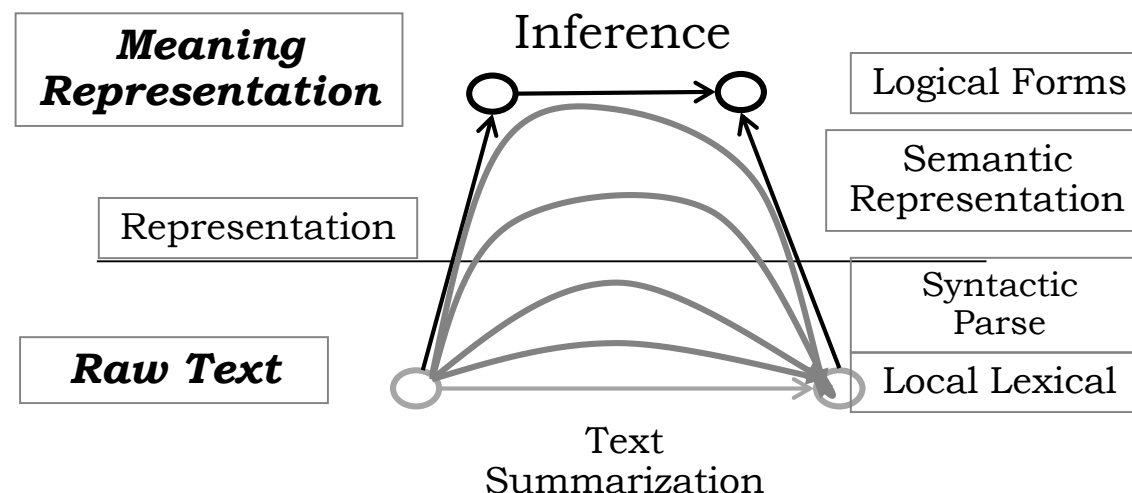 Meaning
Representation
Inference
Logical Forms
Semantic
Representation
Representation
Syntactic
Parse
Raw Text
Local Lexical
Text
Summarization